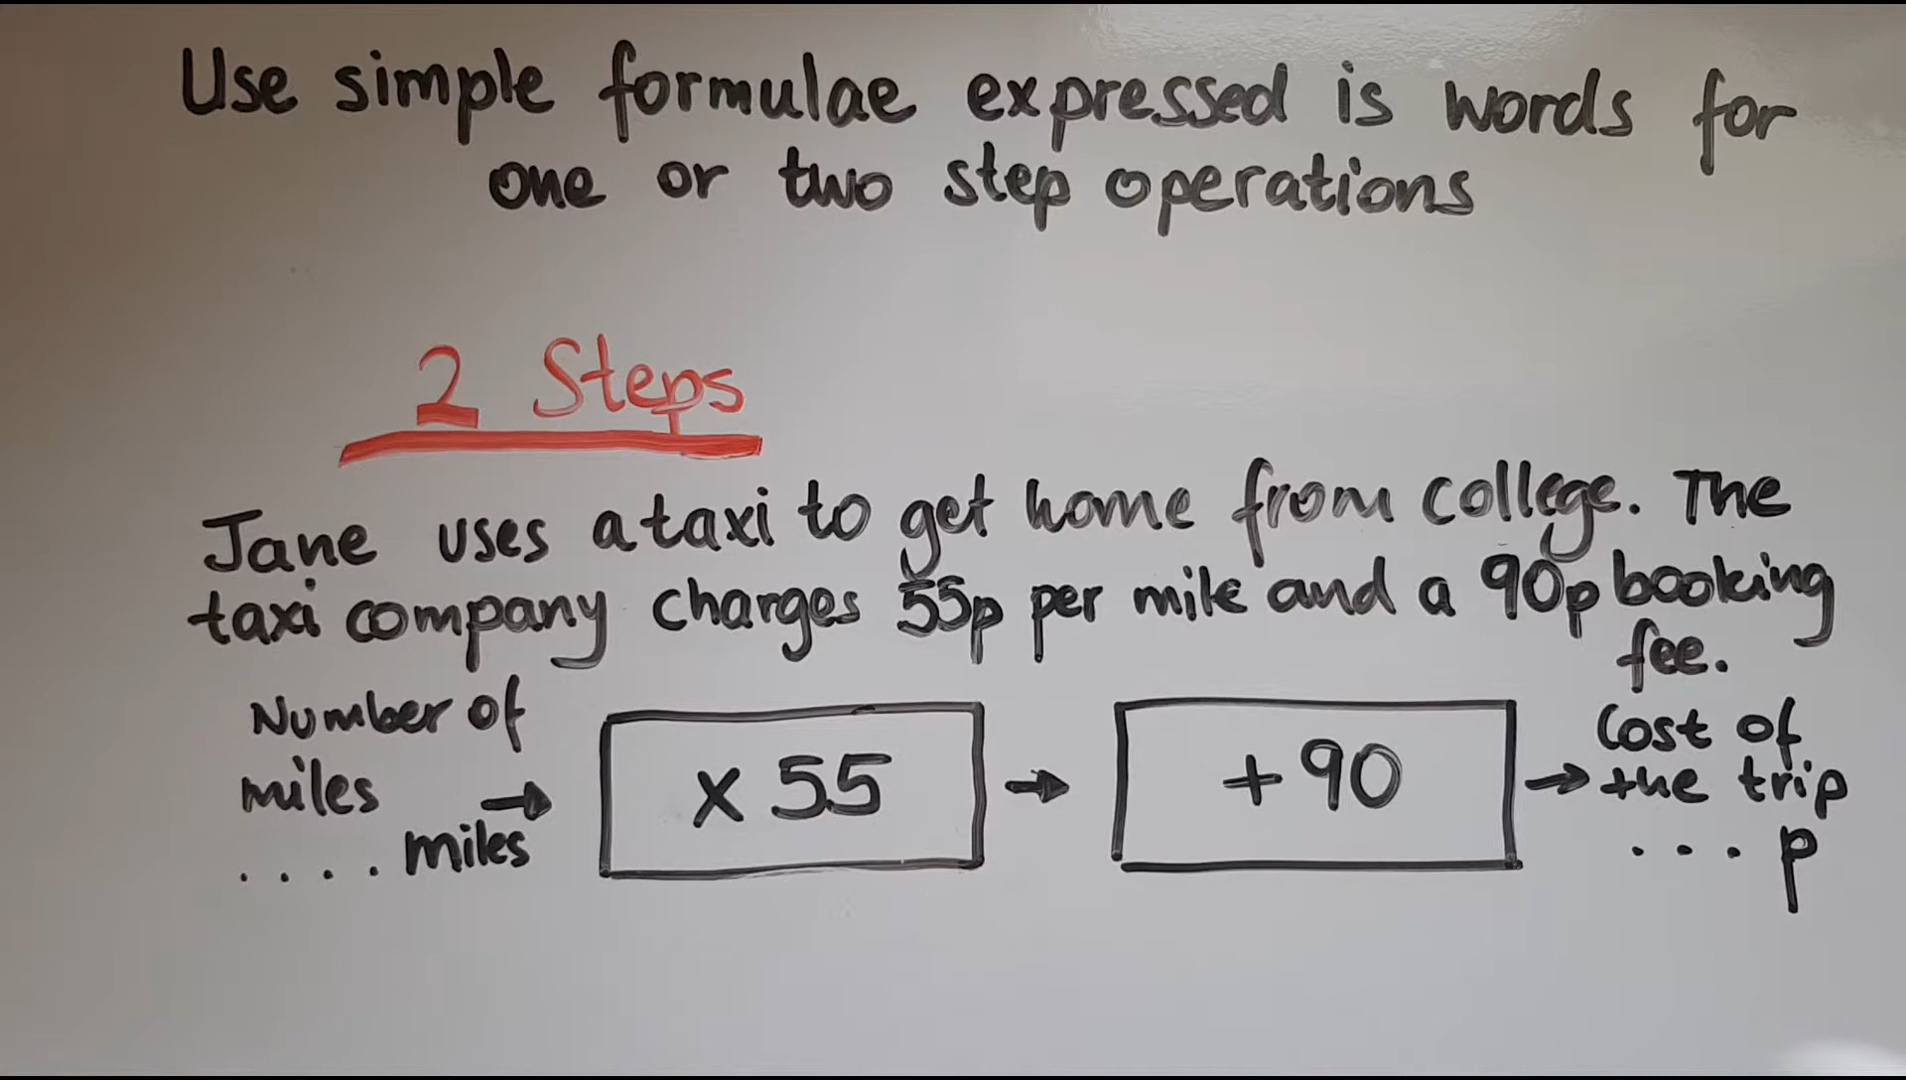 Use simple formulae expressed is words for
one or two step operations
2 Steps
Jane uses a taxi to get home from college. The
taxi company charges 55p per mile and a 90p booking
fee.
Number of
miles →
.... miles
x 55
→
+ 90
→
Cost of
the trip
... p